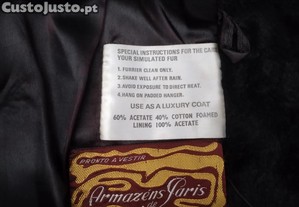 CustoJusto.pt
SPECIAL INSTRUCTIONS FOR THE CARE
YOUR SIMULATED FUR
1. FURRIER CLEAN ONLY.
2. SHAKE WELL AFTER RAIN.
3. AVOID EXPOSURE TO DIRECT HEAT.
4. HANG ON PADDED HANGER.
USE AS A LUXURY COAT
60% ACETATE 40% COTTON FOAMED
LINING 100% ACETATE
PRONTO A VESTIR
Armazéns Paris